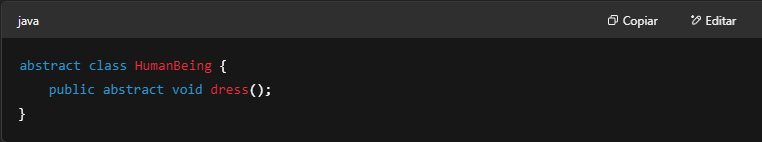 java
Copiar
Editar
abstract class HumanBeing {
    public abstract void dress();
}